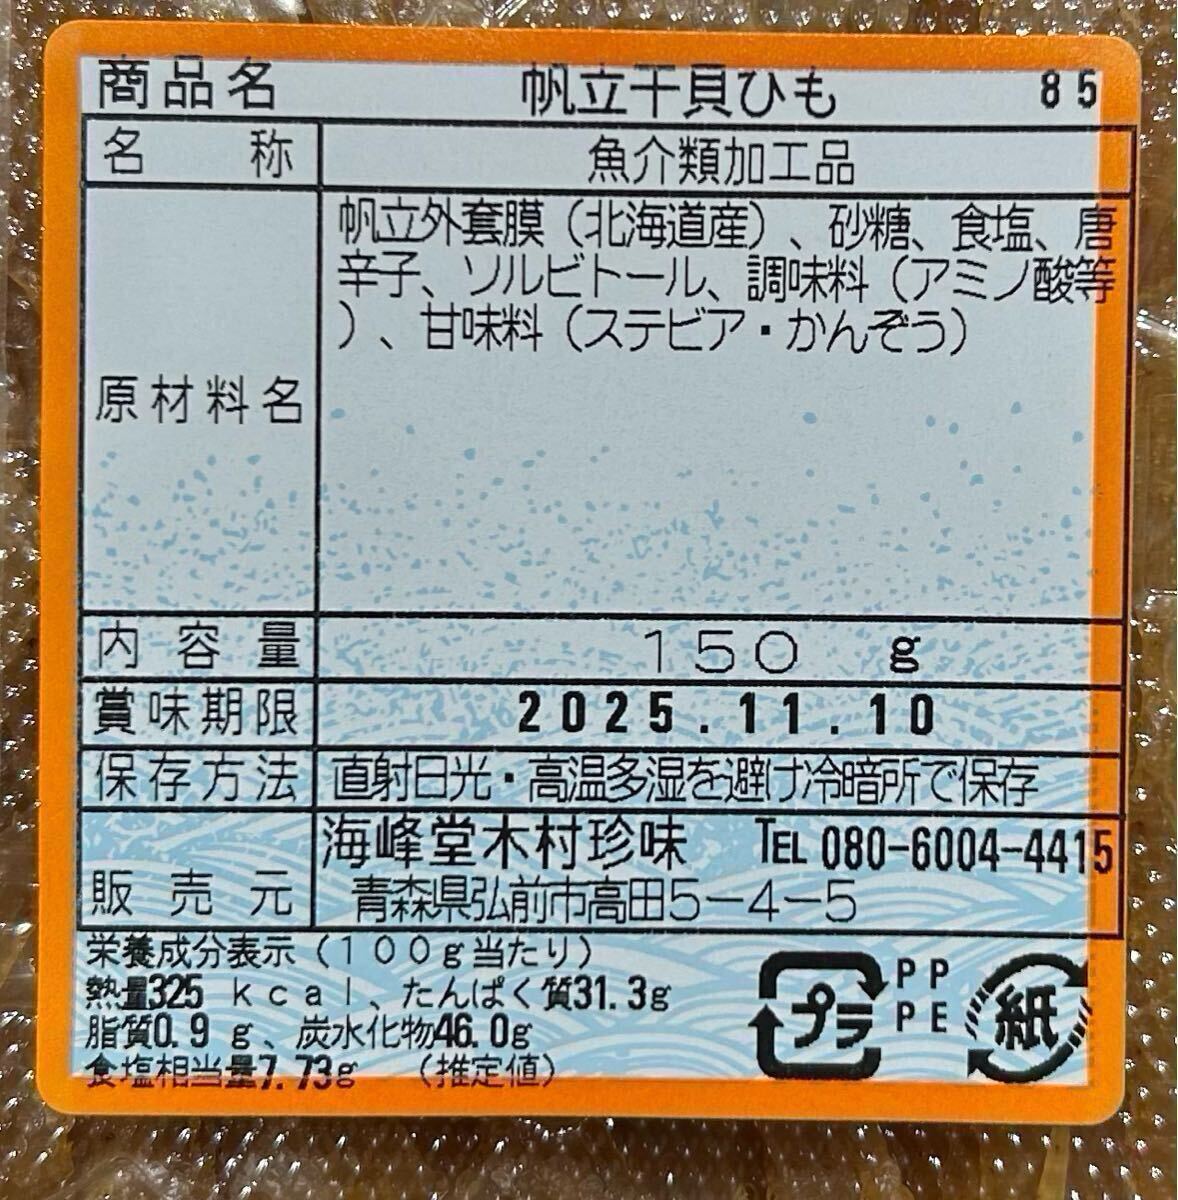 商品名 帆立干貝ひも 85
名称 魚介類加工品
原材料名 帆立外套膜（北海道産）、砂糖、食塩、唐
辛子、ソルビトール、調味料（アミノ酸等
）、甘味料（ステビア・かんぞう）
内容量 150 g
賞味期限 2025.11.10
保存方法 直射日光・高温多湿を避け冷暗所で保存
販売元 海峰堂木村珍味 TEL 080-6004-4415
青森県弘前市高田5-4-5
栄養成分表示（100g当たり）
熱量325 kcal、たんぱく質31.3g
脂質0.9g、炭水化物46.0g
食塩相当量7.73g （推定値）
プラ PP
PE
紙